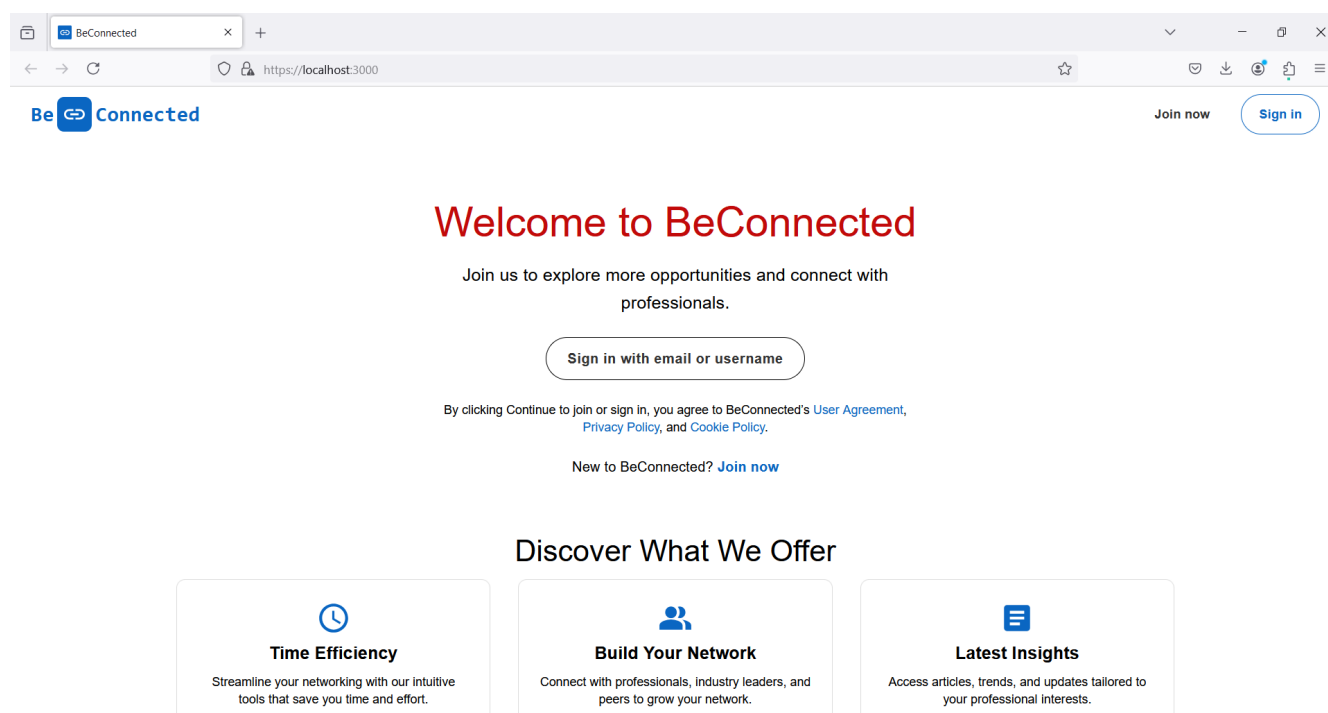 BeConnected
https://localhost:3000
Be Connected
Join now
Sign in
Welcome to BeConnected
Join us to explore more opportunities and connect with
professionals.
Sign in with email or username
By clicking Continue to join or sign in, you agree to BeConnected's User Agreement,
Privacy Policy, and Cookie Policy.
New to BeConnected? Join now
Discover What We Offer
Time Efficiency
Streamline your networking with our intuitive
tools that save you time and effort.
Build Your Network
Connect with professionals, industry leaders, and
peers to grow your network.
Latest Insights
Access articles, trends, and updates tailored to
your professional interests.